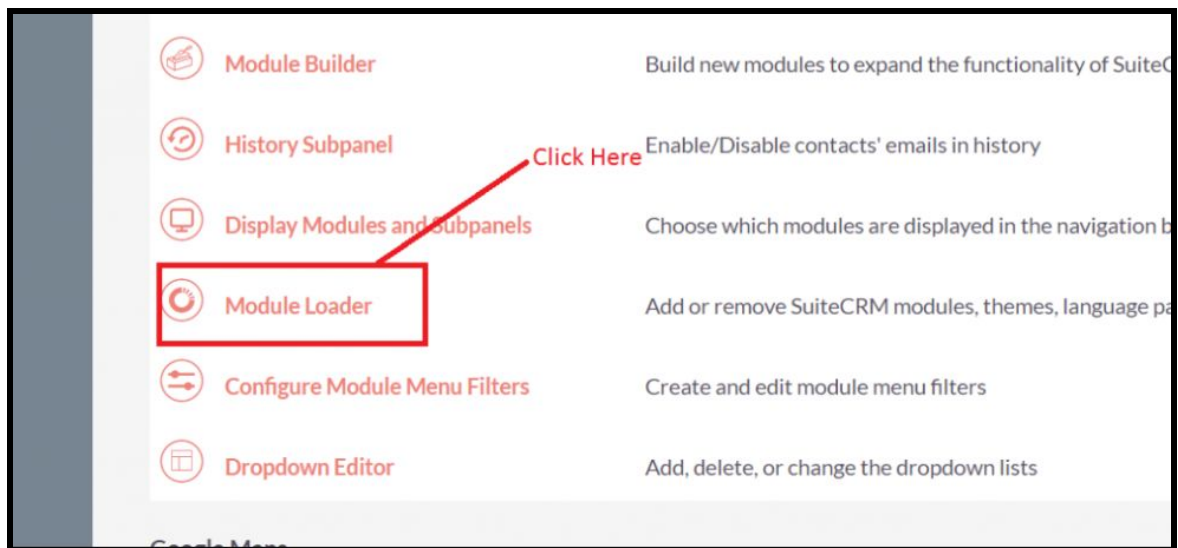 Module Builder Build new modules to expand the functionality of Suite
History Subpanel Enable/Disable contacts' emails in history
Click Here
Display Modules and Subpanels Choose which modules are displayed in the navigation
Module Loader Add or remove SuiteCRM modules, themes, language
Configure Module Menu Filters Create and edit module menu filters
Dropdown Editor Add, delete, or change the dropdown lists
Google Maps